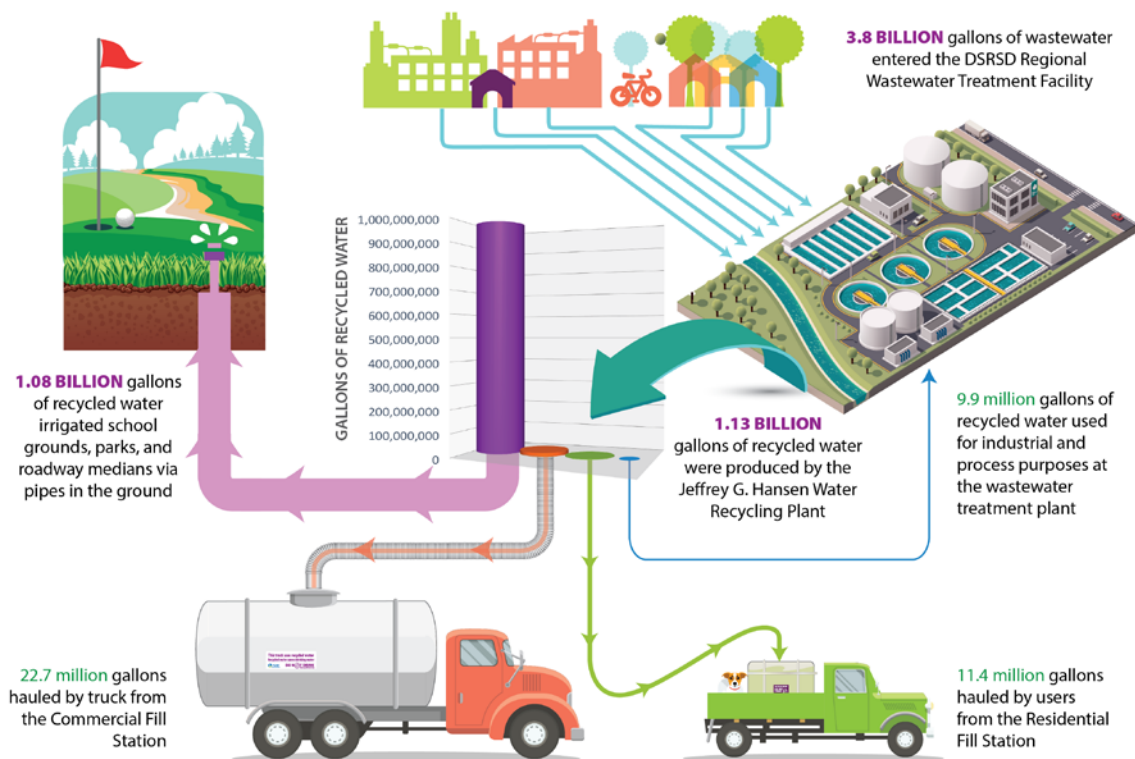 3.8 BILLION gallons of wastewater
entered the DSRSD Regional
Wastewater Treatment Facility
GALLONS OF RECYCLED WATER
1,000,000,000
900,000,000
800,000,000
700,000,000
600,000,000
500,000,000
400,000,000
300,000,000
200,000,000
100,000,000
0
1.08 BILLION gallons
of recycled water
irrigated school
grounds, parks, and
roadway medians via
pipes in the ground
1.13 BILLION
gallons of recycled water
were produced by the
Jeffrey G. Hansen Water
Recycling Plant
9.9 million gallons of
recycled water used
for industrial and
process purposes at
the wastewater
treatment plant
22.7 million gallons
hauled by truck from
the Commercial Fill
Station
11.4 million gallons
hauled by users
from the Residential
Fill Station